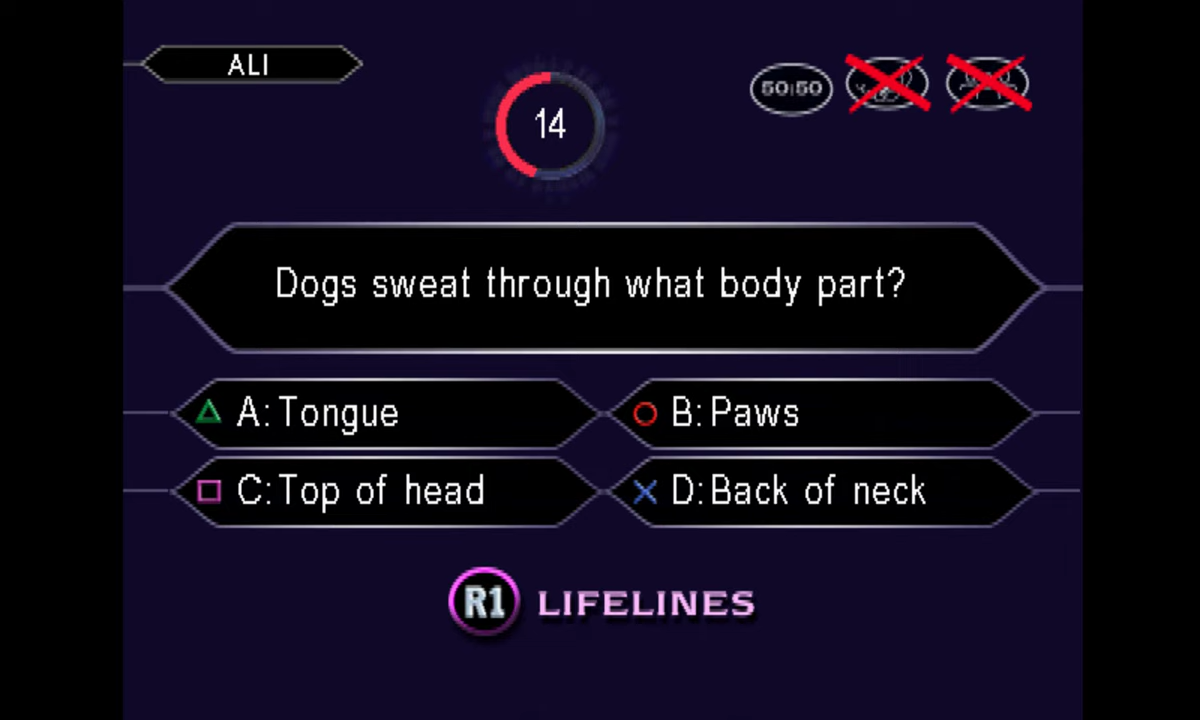 ALI
14
50:50
Dogs sweat through what body part?
A: Tongue
B: Paws
C: Top of head
D: Back of neck
R1 LIFELINES